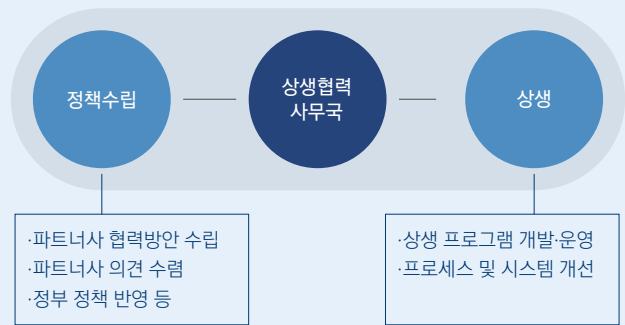 정책수립
상생협력
사무국
상생
·파트너사 협력방안 수립
·파트너사 의견 수렴
·정부 정책 반영 등
·상생 프로그램 개발·운영
·프로세스 및 시스템 개선